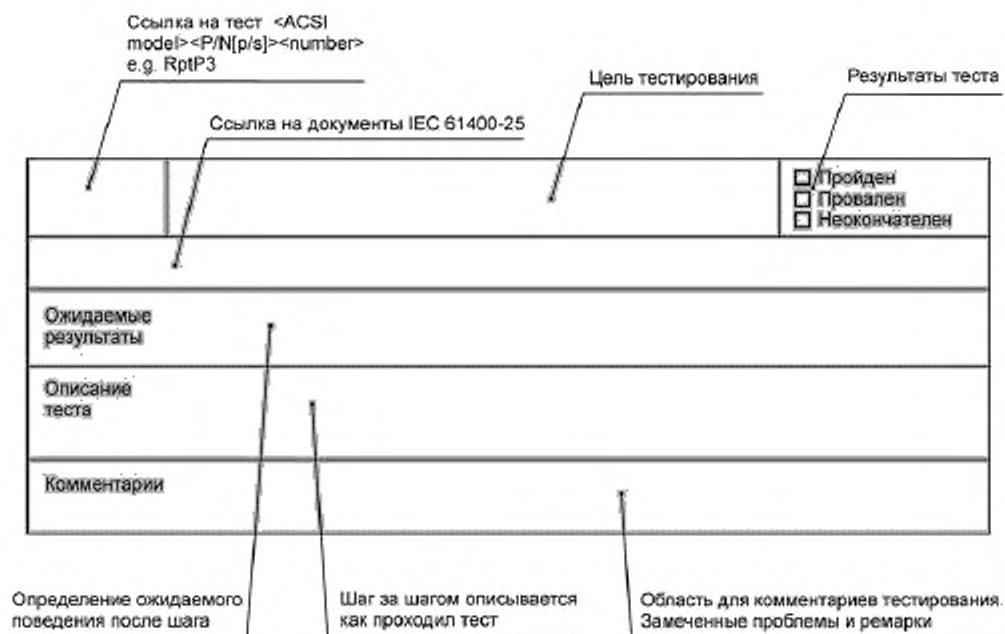 Ссылка на тест <ACSI
model><P/N[p/s]><number>
e.g. RptP3
Цель тестирования
Результаты теста
Ссылка на документы IEC 61400-25
Пройден
Провален
Неокончателен
Ожидаемые
результаты
Описание
теста
Комментарии
Определение ожидаемого
поведения после шага
Шаг за шагом описывается
как проходил тест
Область для комментариев тестирования.
Замеченные проблемы и ремарки